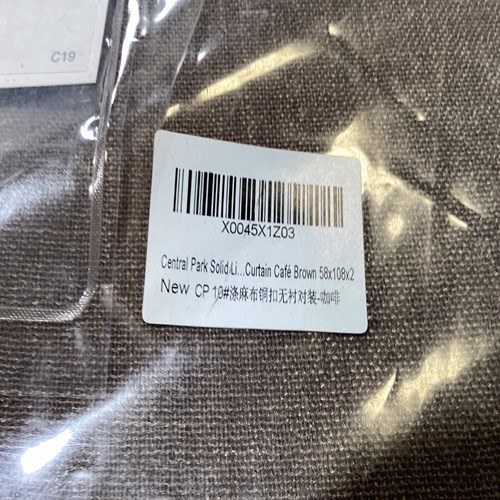 C19
X0045X1Z03
Central Park Solid Li...Curtain Café Brown 58x108x2
New CP 10#涤麻布铜扣无衬对装-咖啡